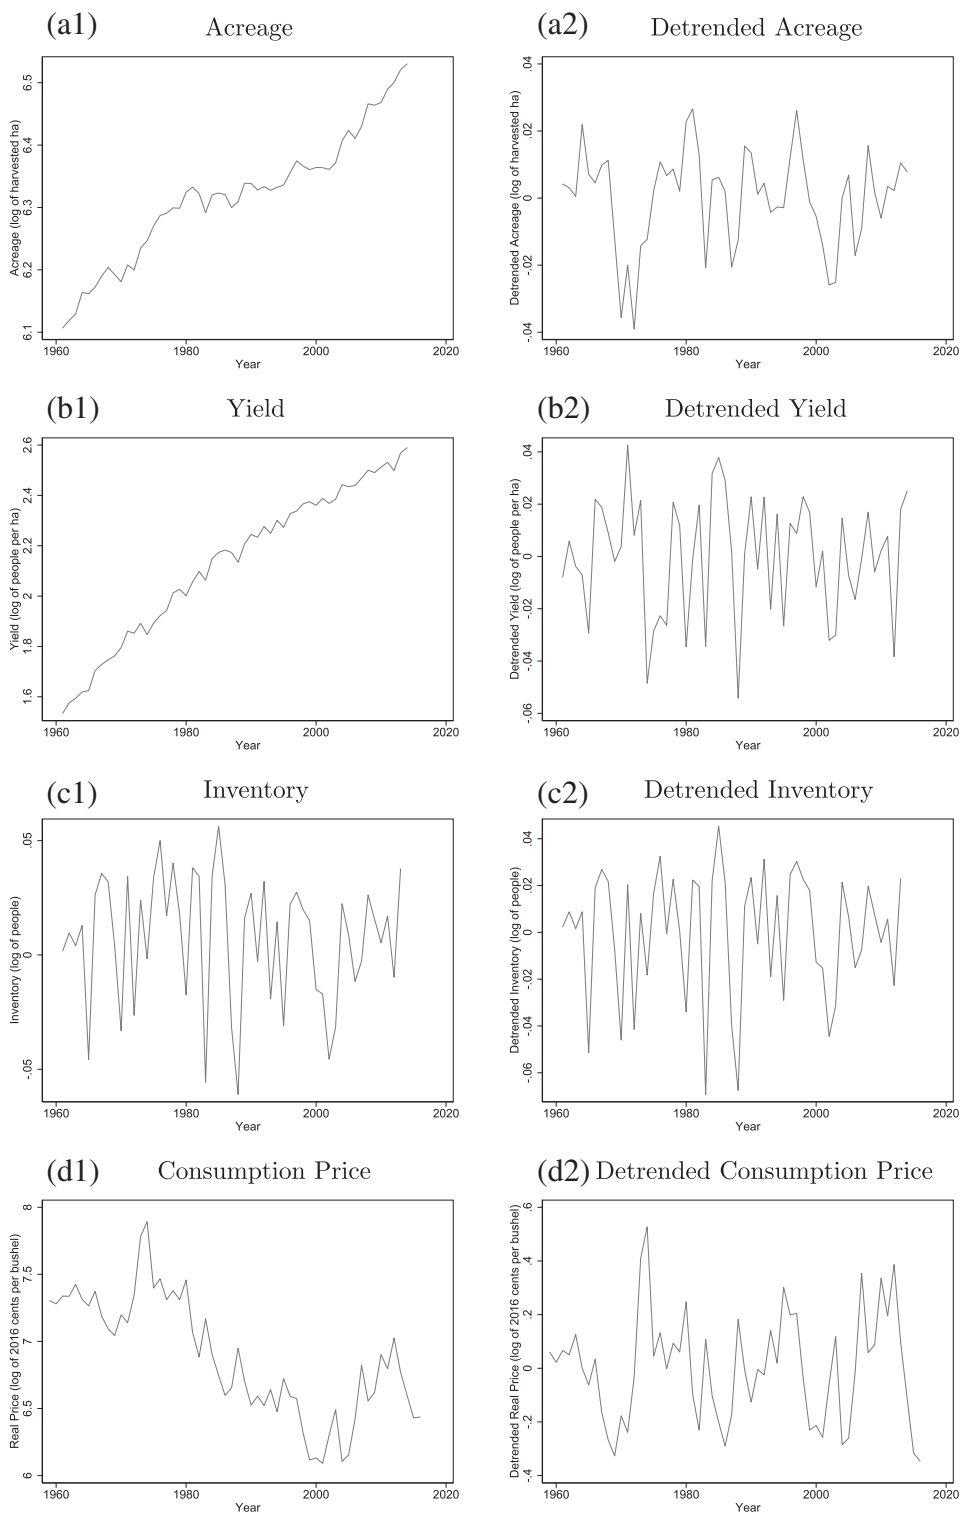 (a1) Acreage
Acreage (log of harvested ha)
6.5
6.4
6.3
6.2
6.1
1960 1980 2000 2020
Year
(a2) Detrended Acreage
Detrended Acreage (log of harvested ha)
.04
.02
0
-.02
-.04
1960 1980 2000 2020
Year
(b1) Yield
Yield (log of people per ha)
2.6
2.4
2.2
2
1.8
1.6
1960 1980 2000 2020
Year
(b2) Detrended Yield
Detrended Yield (log of people per ha)
.04
.02
0
-.02
-.04
-.06
1960 1980 2000 2020
Year
(c1) Inventory
Inventory (log of people)
.05
0
-.05
1960 1980 2000 2020
Year
(c2) Detrended Inventory
Detrended Inventory (log of people)
.04
.02
0
-.02
-.04
-.06
1960 1980 2000 2020
Year
(d1) Consumption Price
Real Price (log of 2016 cents per bushel)
8
7.5
7
6.5
6
1960 1980 2000 2020
Year
(d2) Detrended Consumption Price
Detrended Real Price (log of 2016 cents per bushel)
.6
.4
.2
0
-.2
-.4
1960 1980 2000 2020
Year